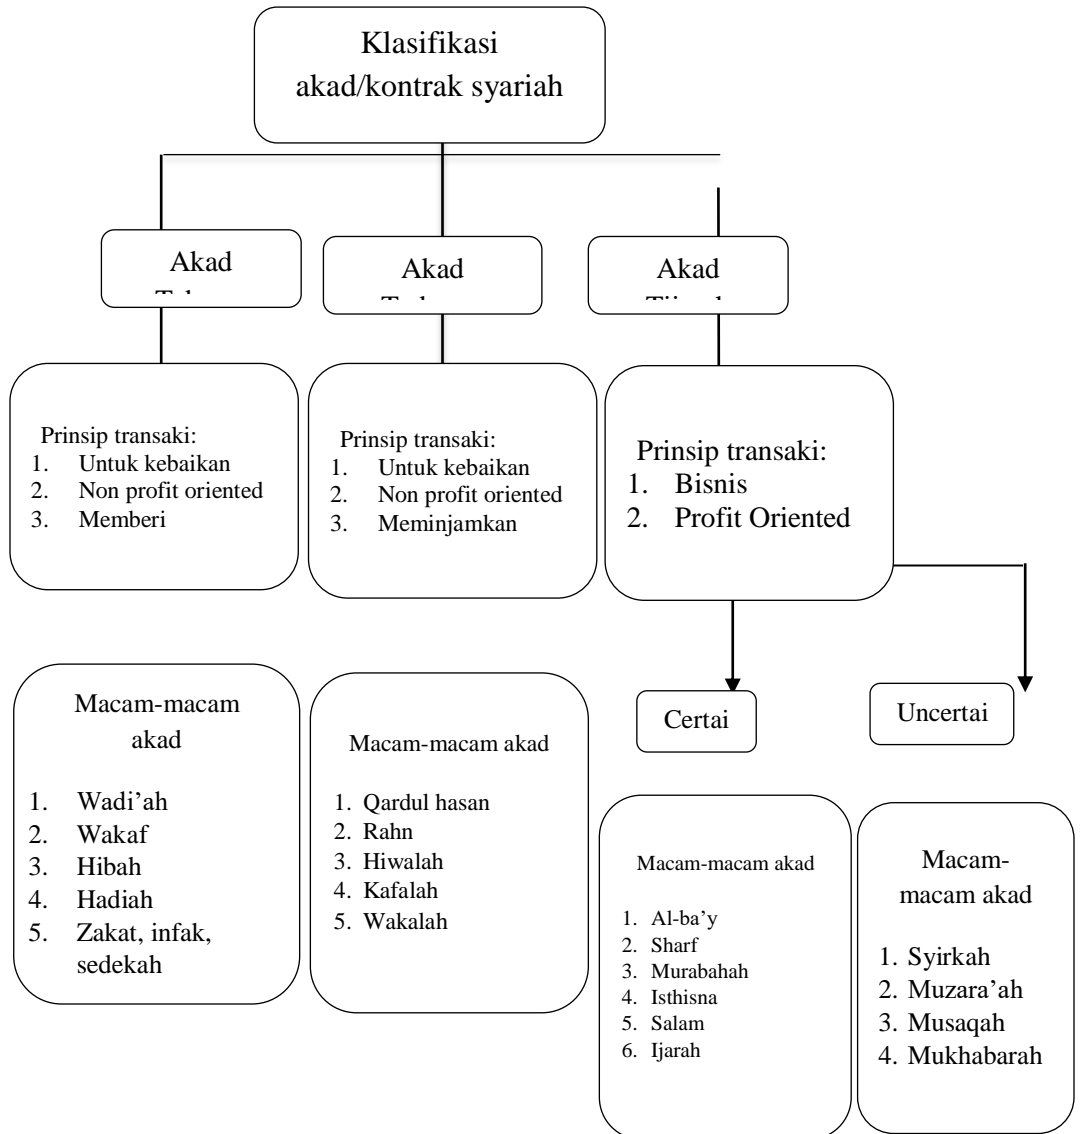 Klasifikasi
akad/kontrak syariah
Akad
Akad
Akad
Prinsip transaki:
1. Untuk kebaikan
2. Non profit oriented
3. Memberi
Prinsip transaki:
1. Untuk kebaikan
2. Non profit oriented
3. Meminjamkan
Prinsip transaki:
1. Bisnis
2. Profit Oriented
Certai
Uncertai
Macam-macam
akad
1. Wadi’ah
2. Wakaf
3. Hibah
4. Hadiah
5. Zakat, infak,
sedekah
Macam-macam akad
1. Qardul hasan
2. Rahn
3. Hiwalah
4. Kafalah
5. Wakalah
Macam-macam akad
1. Al-ba’y
2. Sharf
3. Murabahah
4. Isthisna
5. Salam
6. Ijarah
Macam-
macam akad
1. Syirkah
2. Muzara’ah
3. Musaqah
4. Mukhabarah